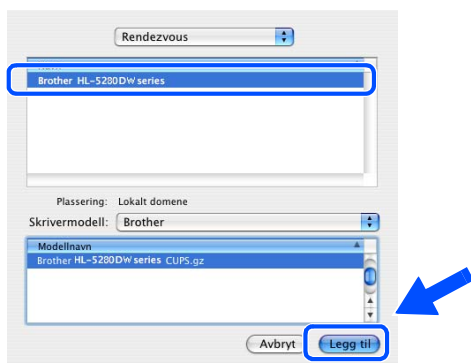 Rendezvous
Brother HL-5280DW series
Plassering: Lokalt domene
Skrivermodell: Brother
Modellnavn
Brother HL-5280DW series CUPS.gz
Avbryt Legg til